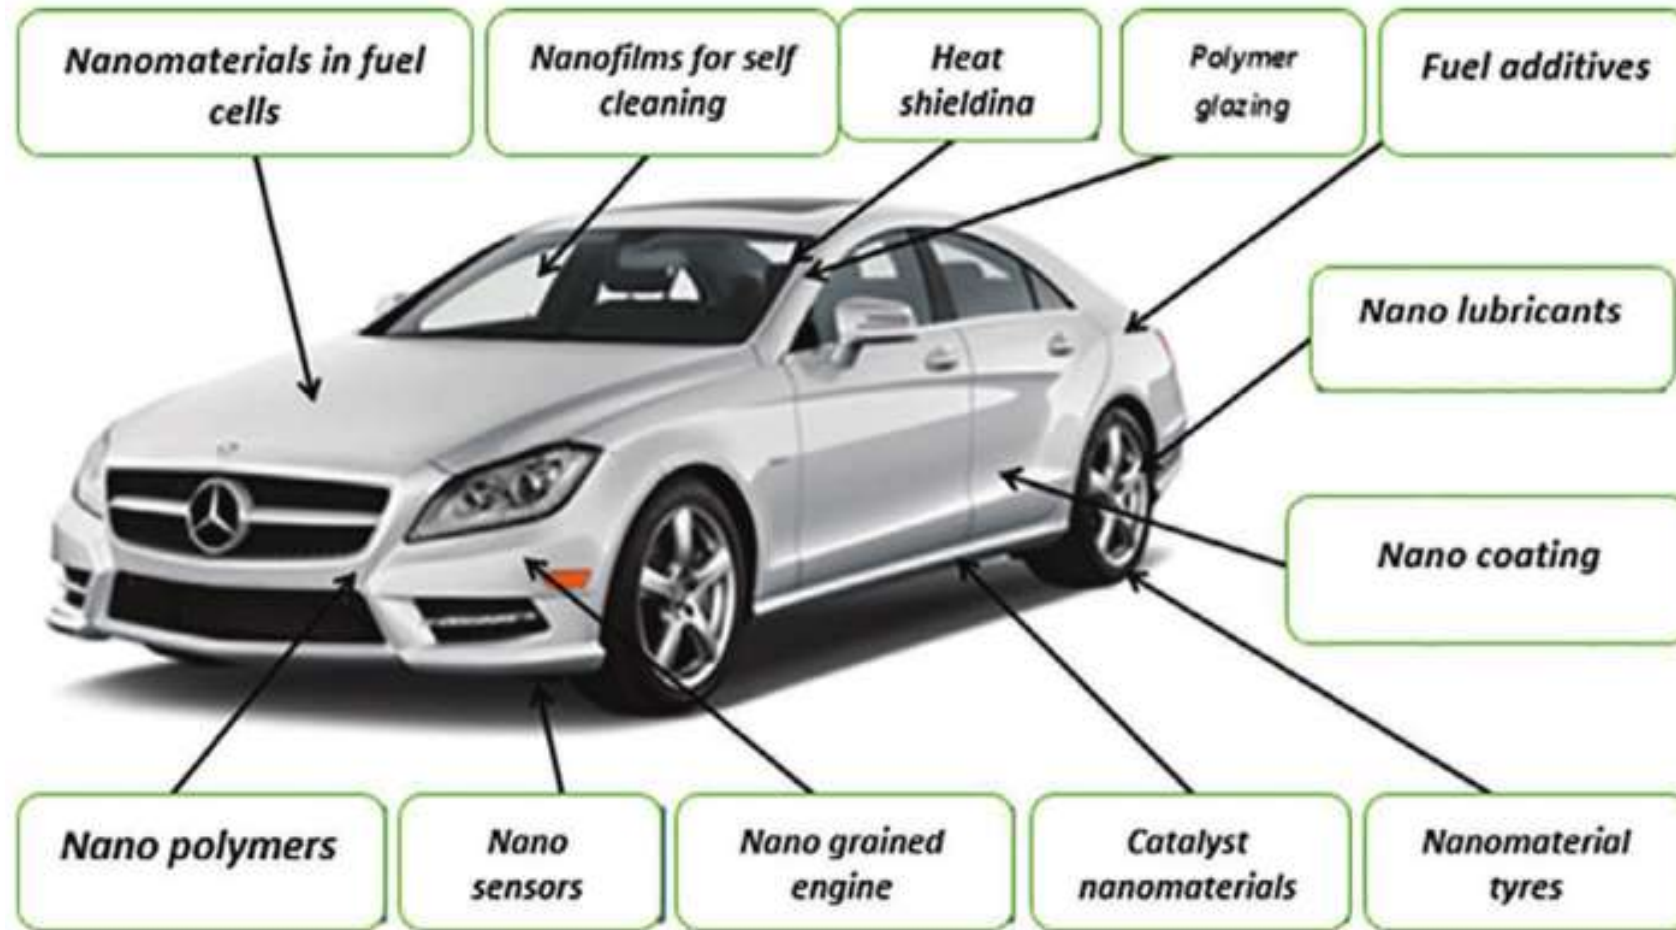 Nanomaterials in fuel
cells
Nanofilms for self
cleaning
Heat
shieldina
Polymer
glazing
Fuel additives
Nano lubricants
Nano coating
Nano polymers
Nano
sensors
Nano grained
engine
Catalyst
nanomaterials
Nanomaterial
tyres